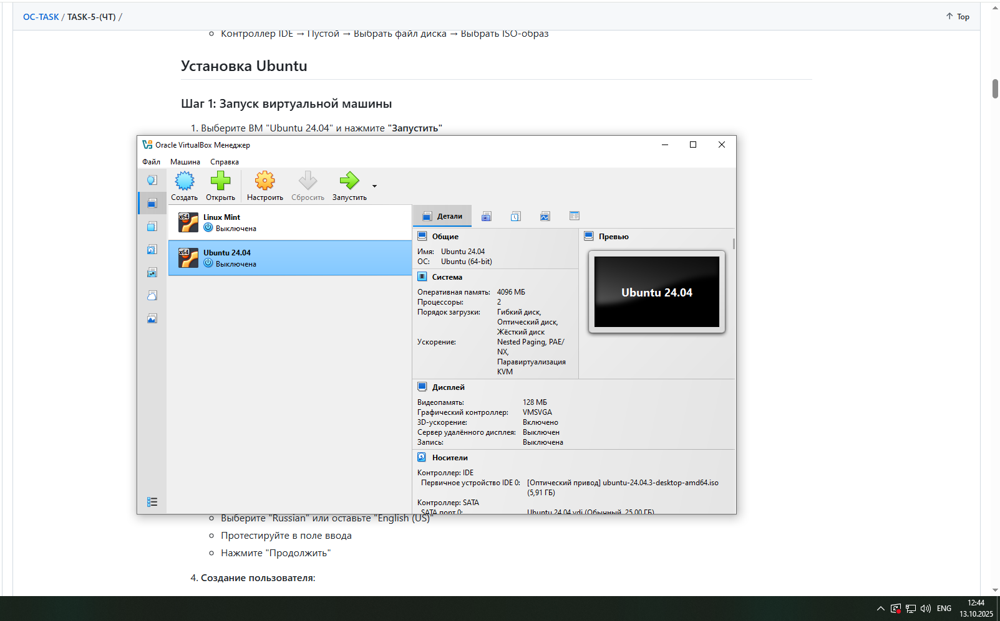 OC-TASK / TASK-5-(ЧТ) /
Top
Контроллер IDE → Пустой → Выбрать файл диска → Выбрать ISO-образ
Установка Ubuntu
Шаг 1: Запуск виртуальной машины
1. Выберите ВМ "Ubuntu 24.04" и нажмите "Запустить"
Oracle VirtualBox Менеджер
Файл Машина Справка
Создать Открыть Настроить Сбросить Запустить
x64 Linux Mint
Выключена
x64 Ubuntu 24.04
Выключена
Детали
Общие
Имя: Ubuntu 24.04
ОС: Ubuntu (64-bit)
Система
Оперативная память: 4096 МБ
Процессоры: 2
Порядок загрузки: Гибкий диск,
Оптический диск,
Жёсткий диск
Ускорение: Nested Paging, PAE/
NX,
Паравиртуализация
KVM
Превью
Ubuntu 24.04
Дисплей
Видеопамять: 128 МБ
Графический контроллер: VMSVGA
3D-ускорение: Включено
Сервер удалённого дисплея: Выключен
Запись: Выключена
Носители
Контроллер: IDE
Первичное устройство IDE 0: [Оптический привод] ubuntu-24.04.3-desktop-amd64.iso
(5,91 ГБ)
Контроллер: SATA
SATA порт 0: Ubuntu 24.04.vdi (Обычный, 25,00 ГБ)
Выберите "Russian" или оставьте "English (US)"
Протестируйте в поле ввода
Нажмите "Продолжить"
4. Создание пользователя:
ENG
12:44
13.10.2025